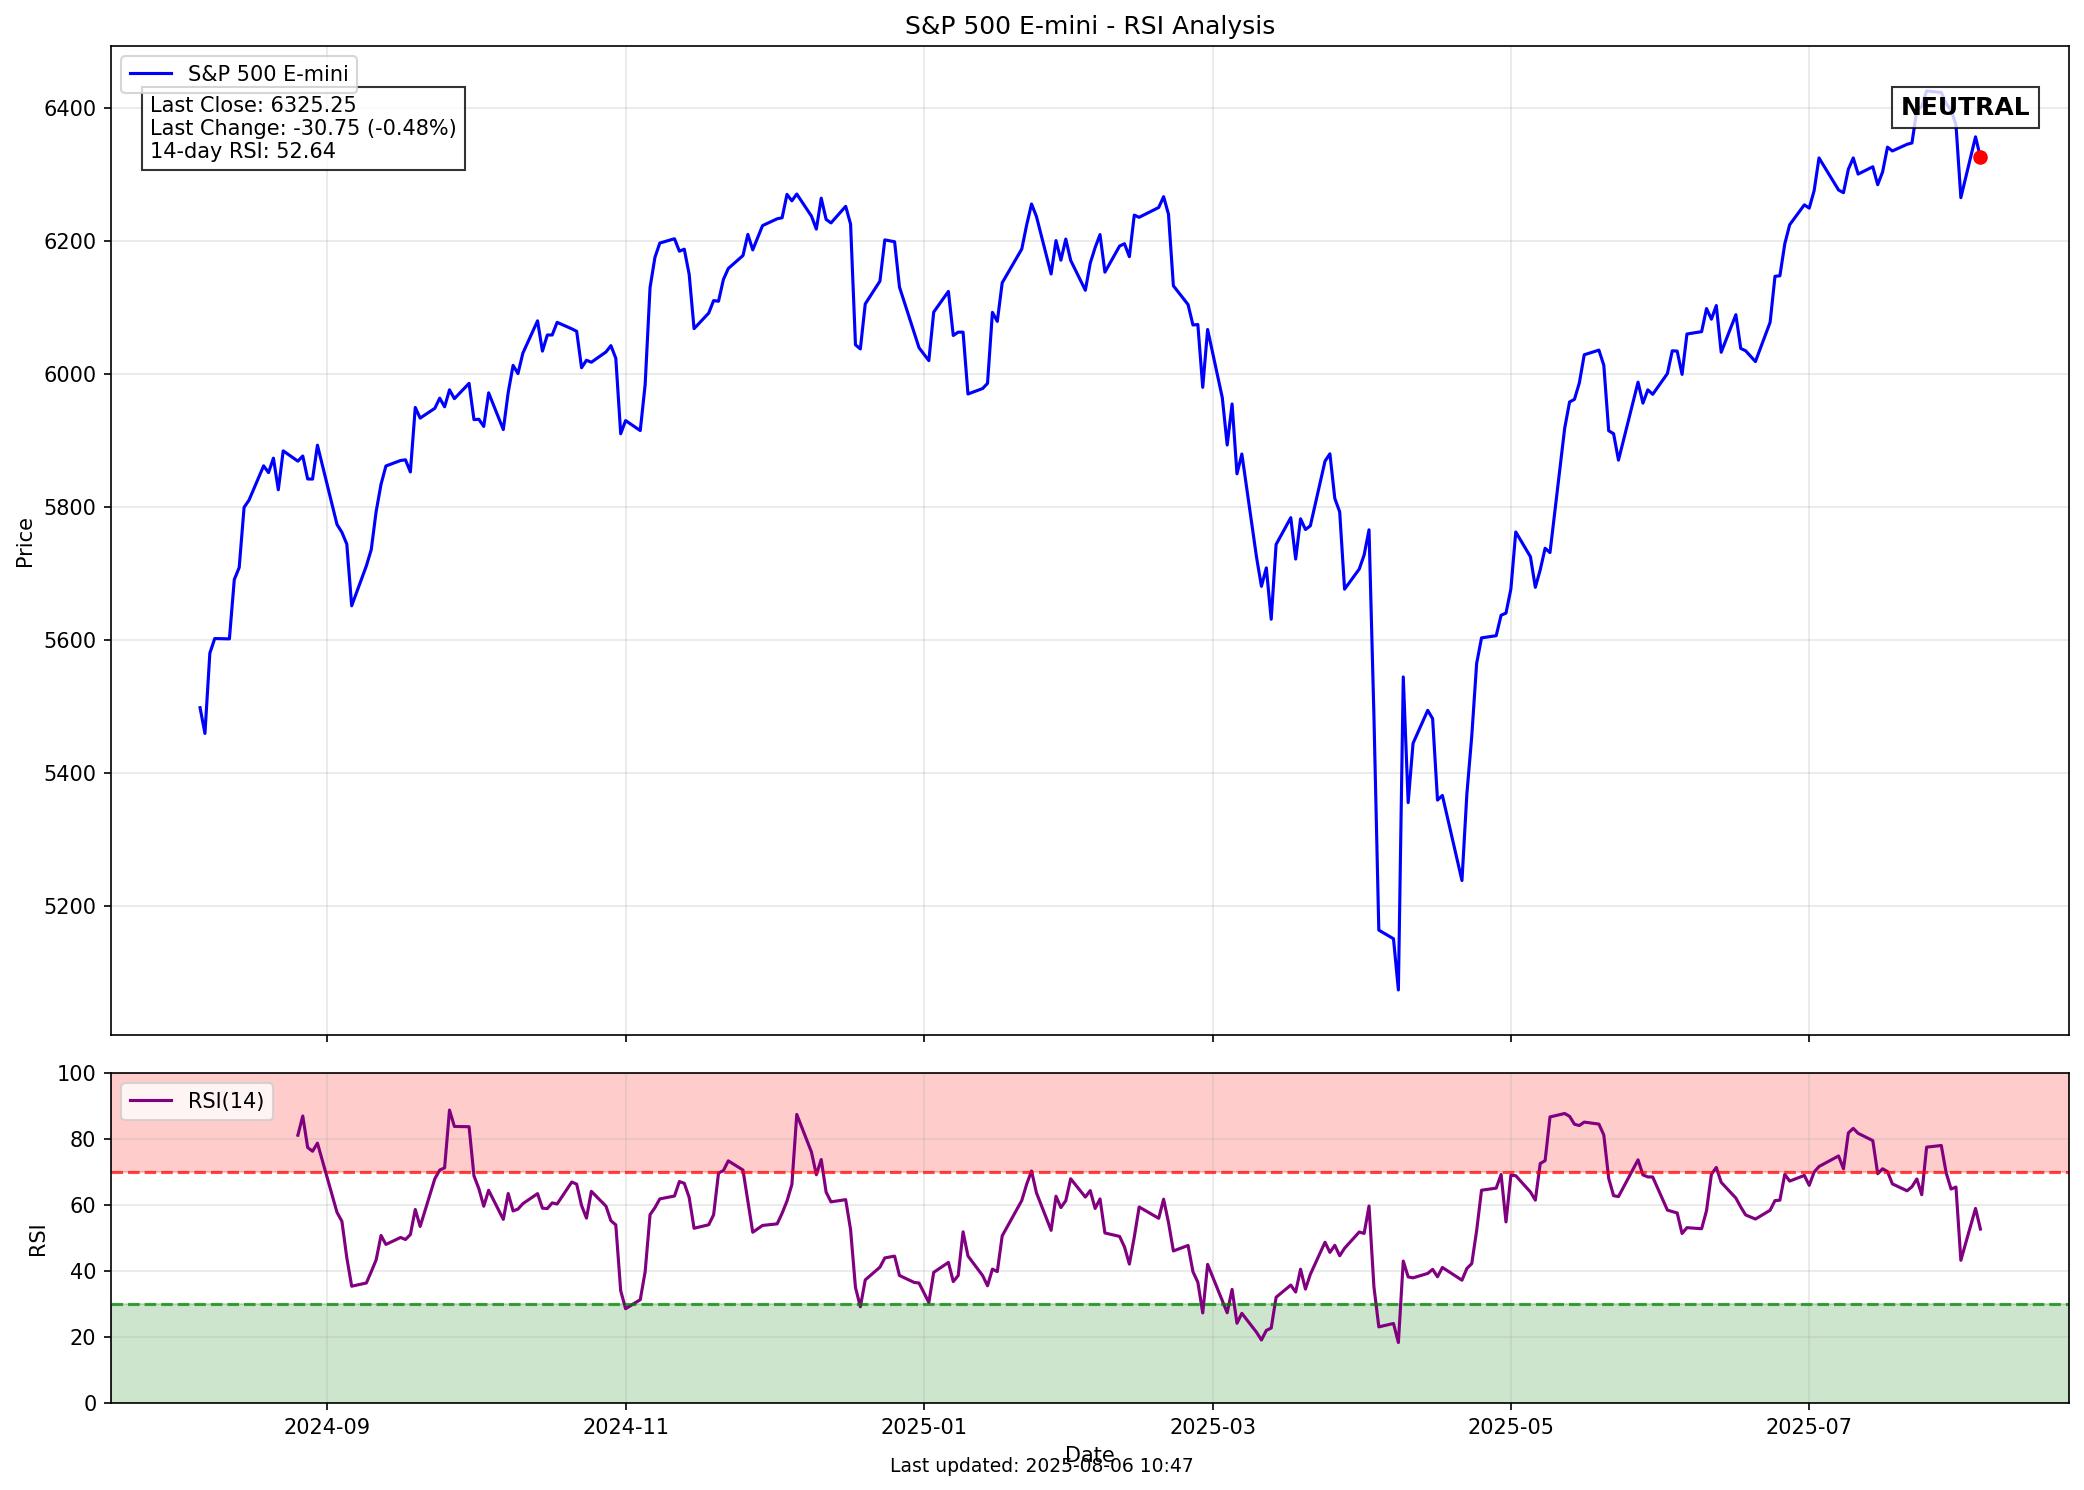 S&P 500 E-mini - RSI Analysis
S&P 500 E-mini
Last Close: 6325.25
Last Change: -30.75 (-0.48%)
14-day RSI: 52.64
NEUTRAL
Price
6400
6200
6000
5800
5600
5400
5200
RSI(14)
RSI
100
80
60
40
20
0
2024-09
2024-11
2025-01
2025-03
2025-05
2025-07
Date
Last updated: 2025-08-06 10:47